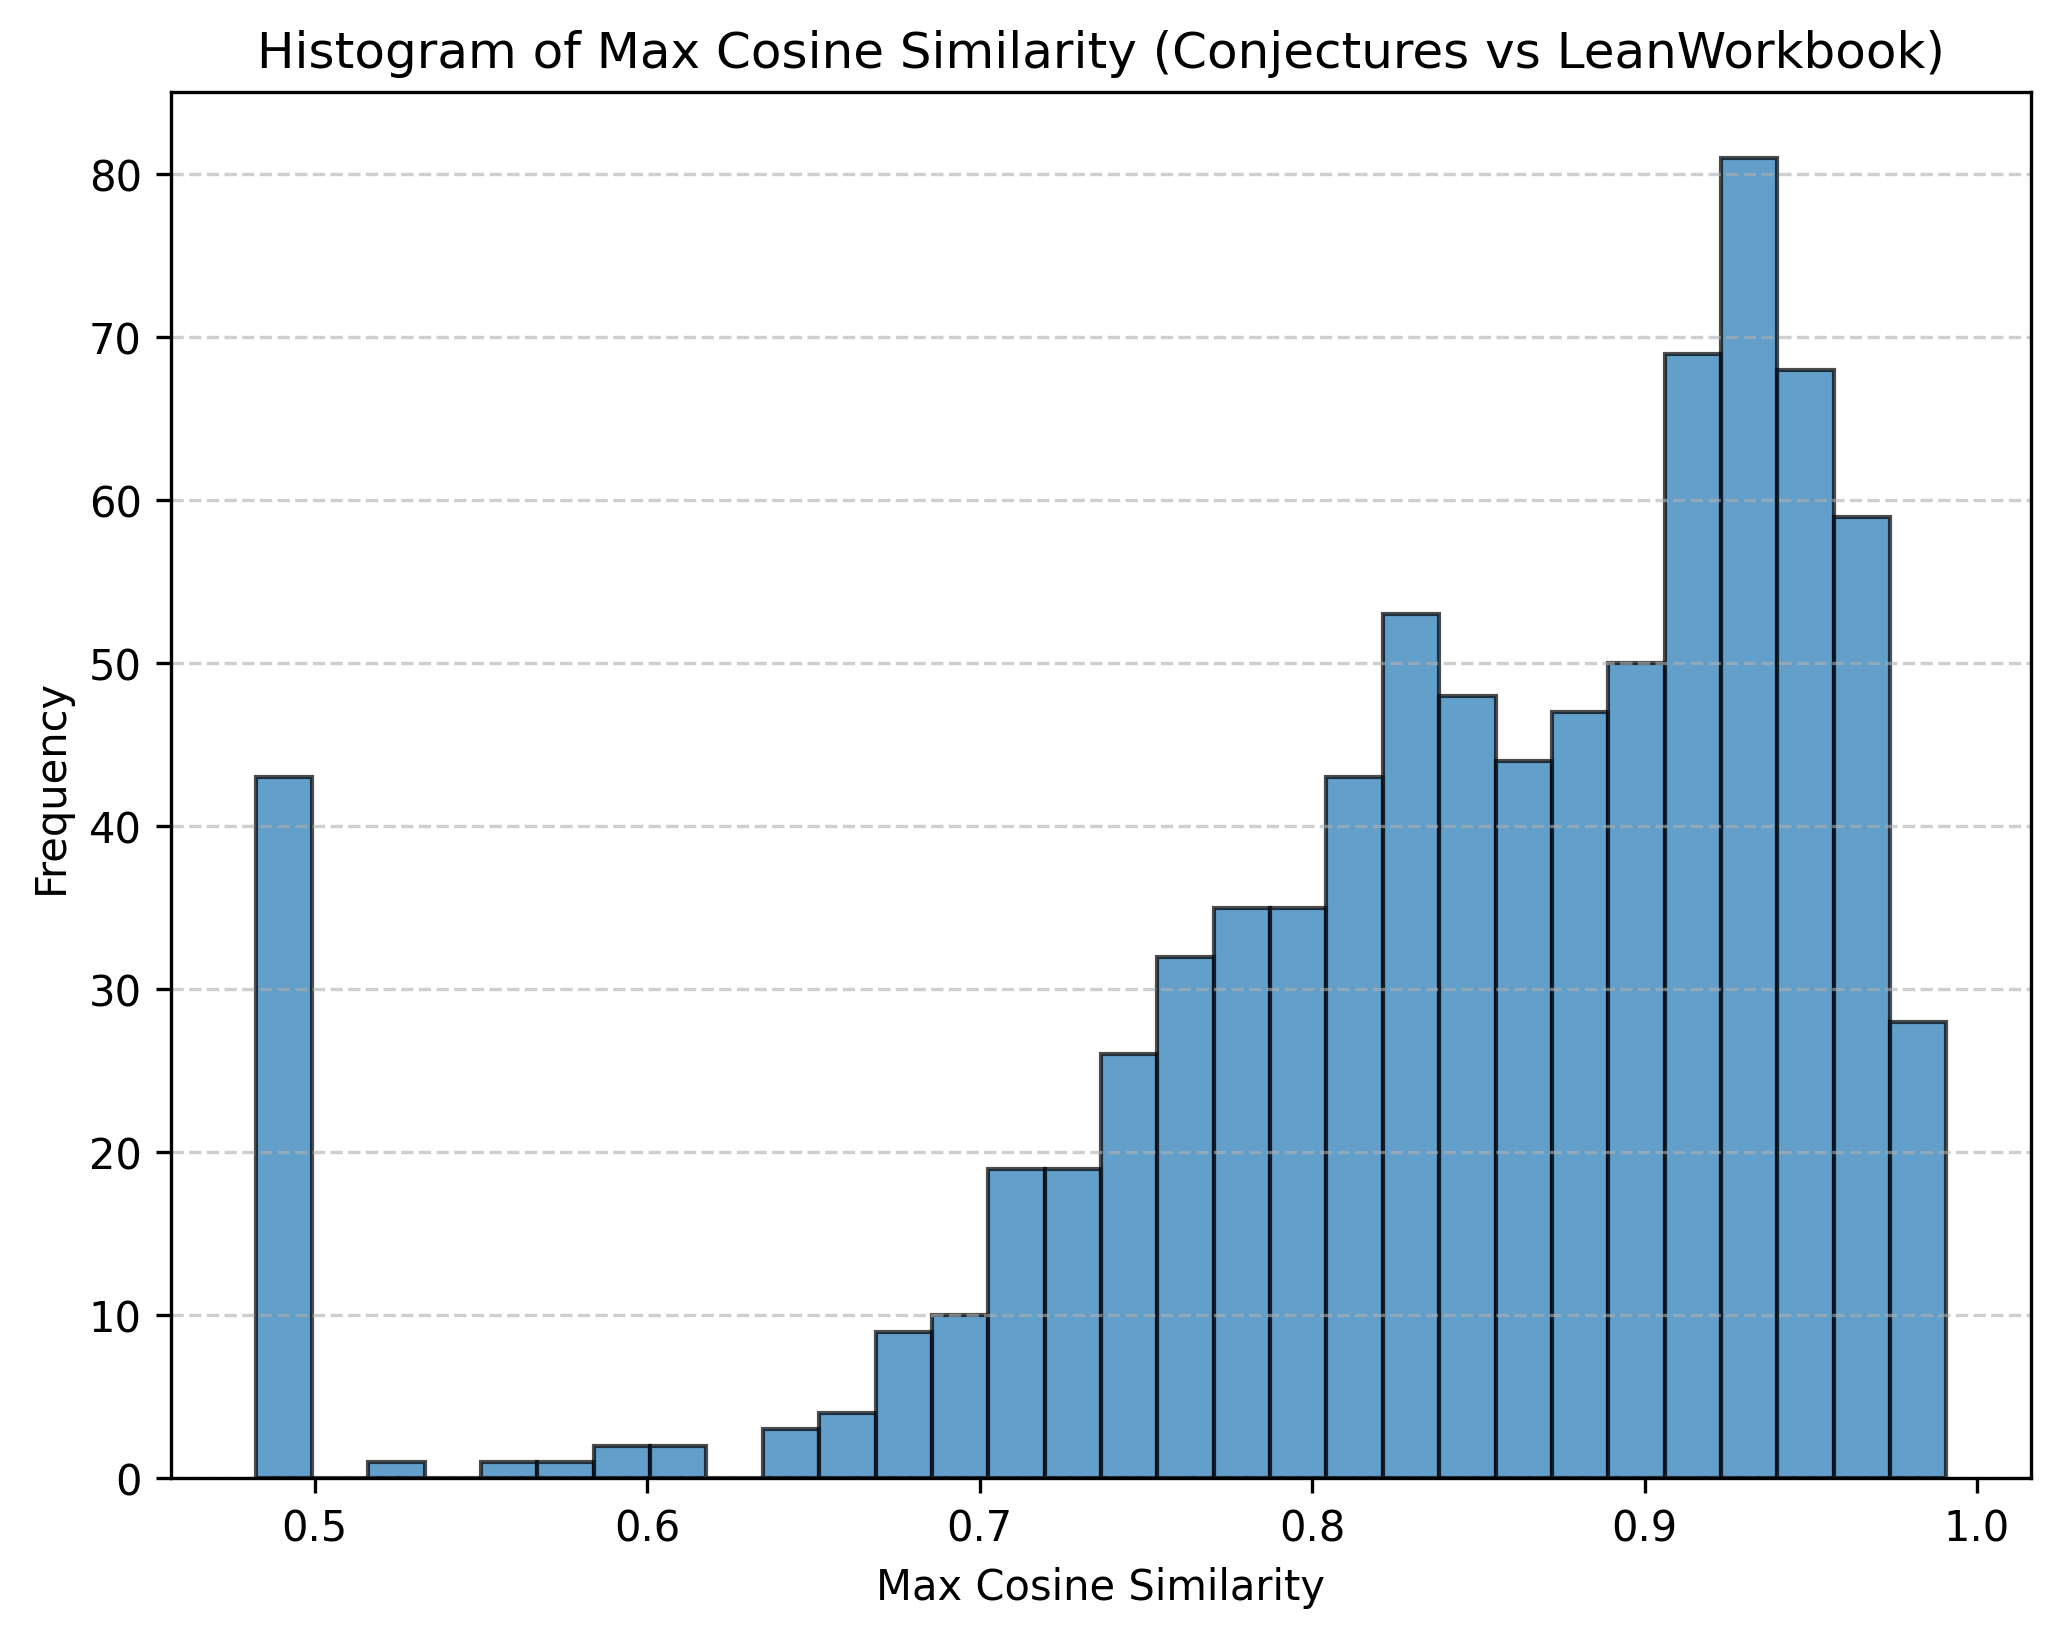 Histogram of Max Cosine Similarity (Conjectures vs LeanWorkbook)
80
70
60
50
40
30
20
10
0
Frequency
0.5 0.6 0.7 0.8 0.9 1.0
Max Cosine Similarity